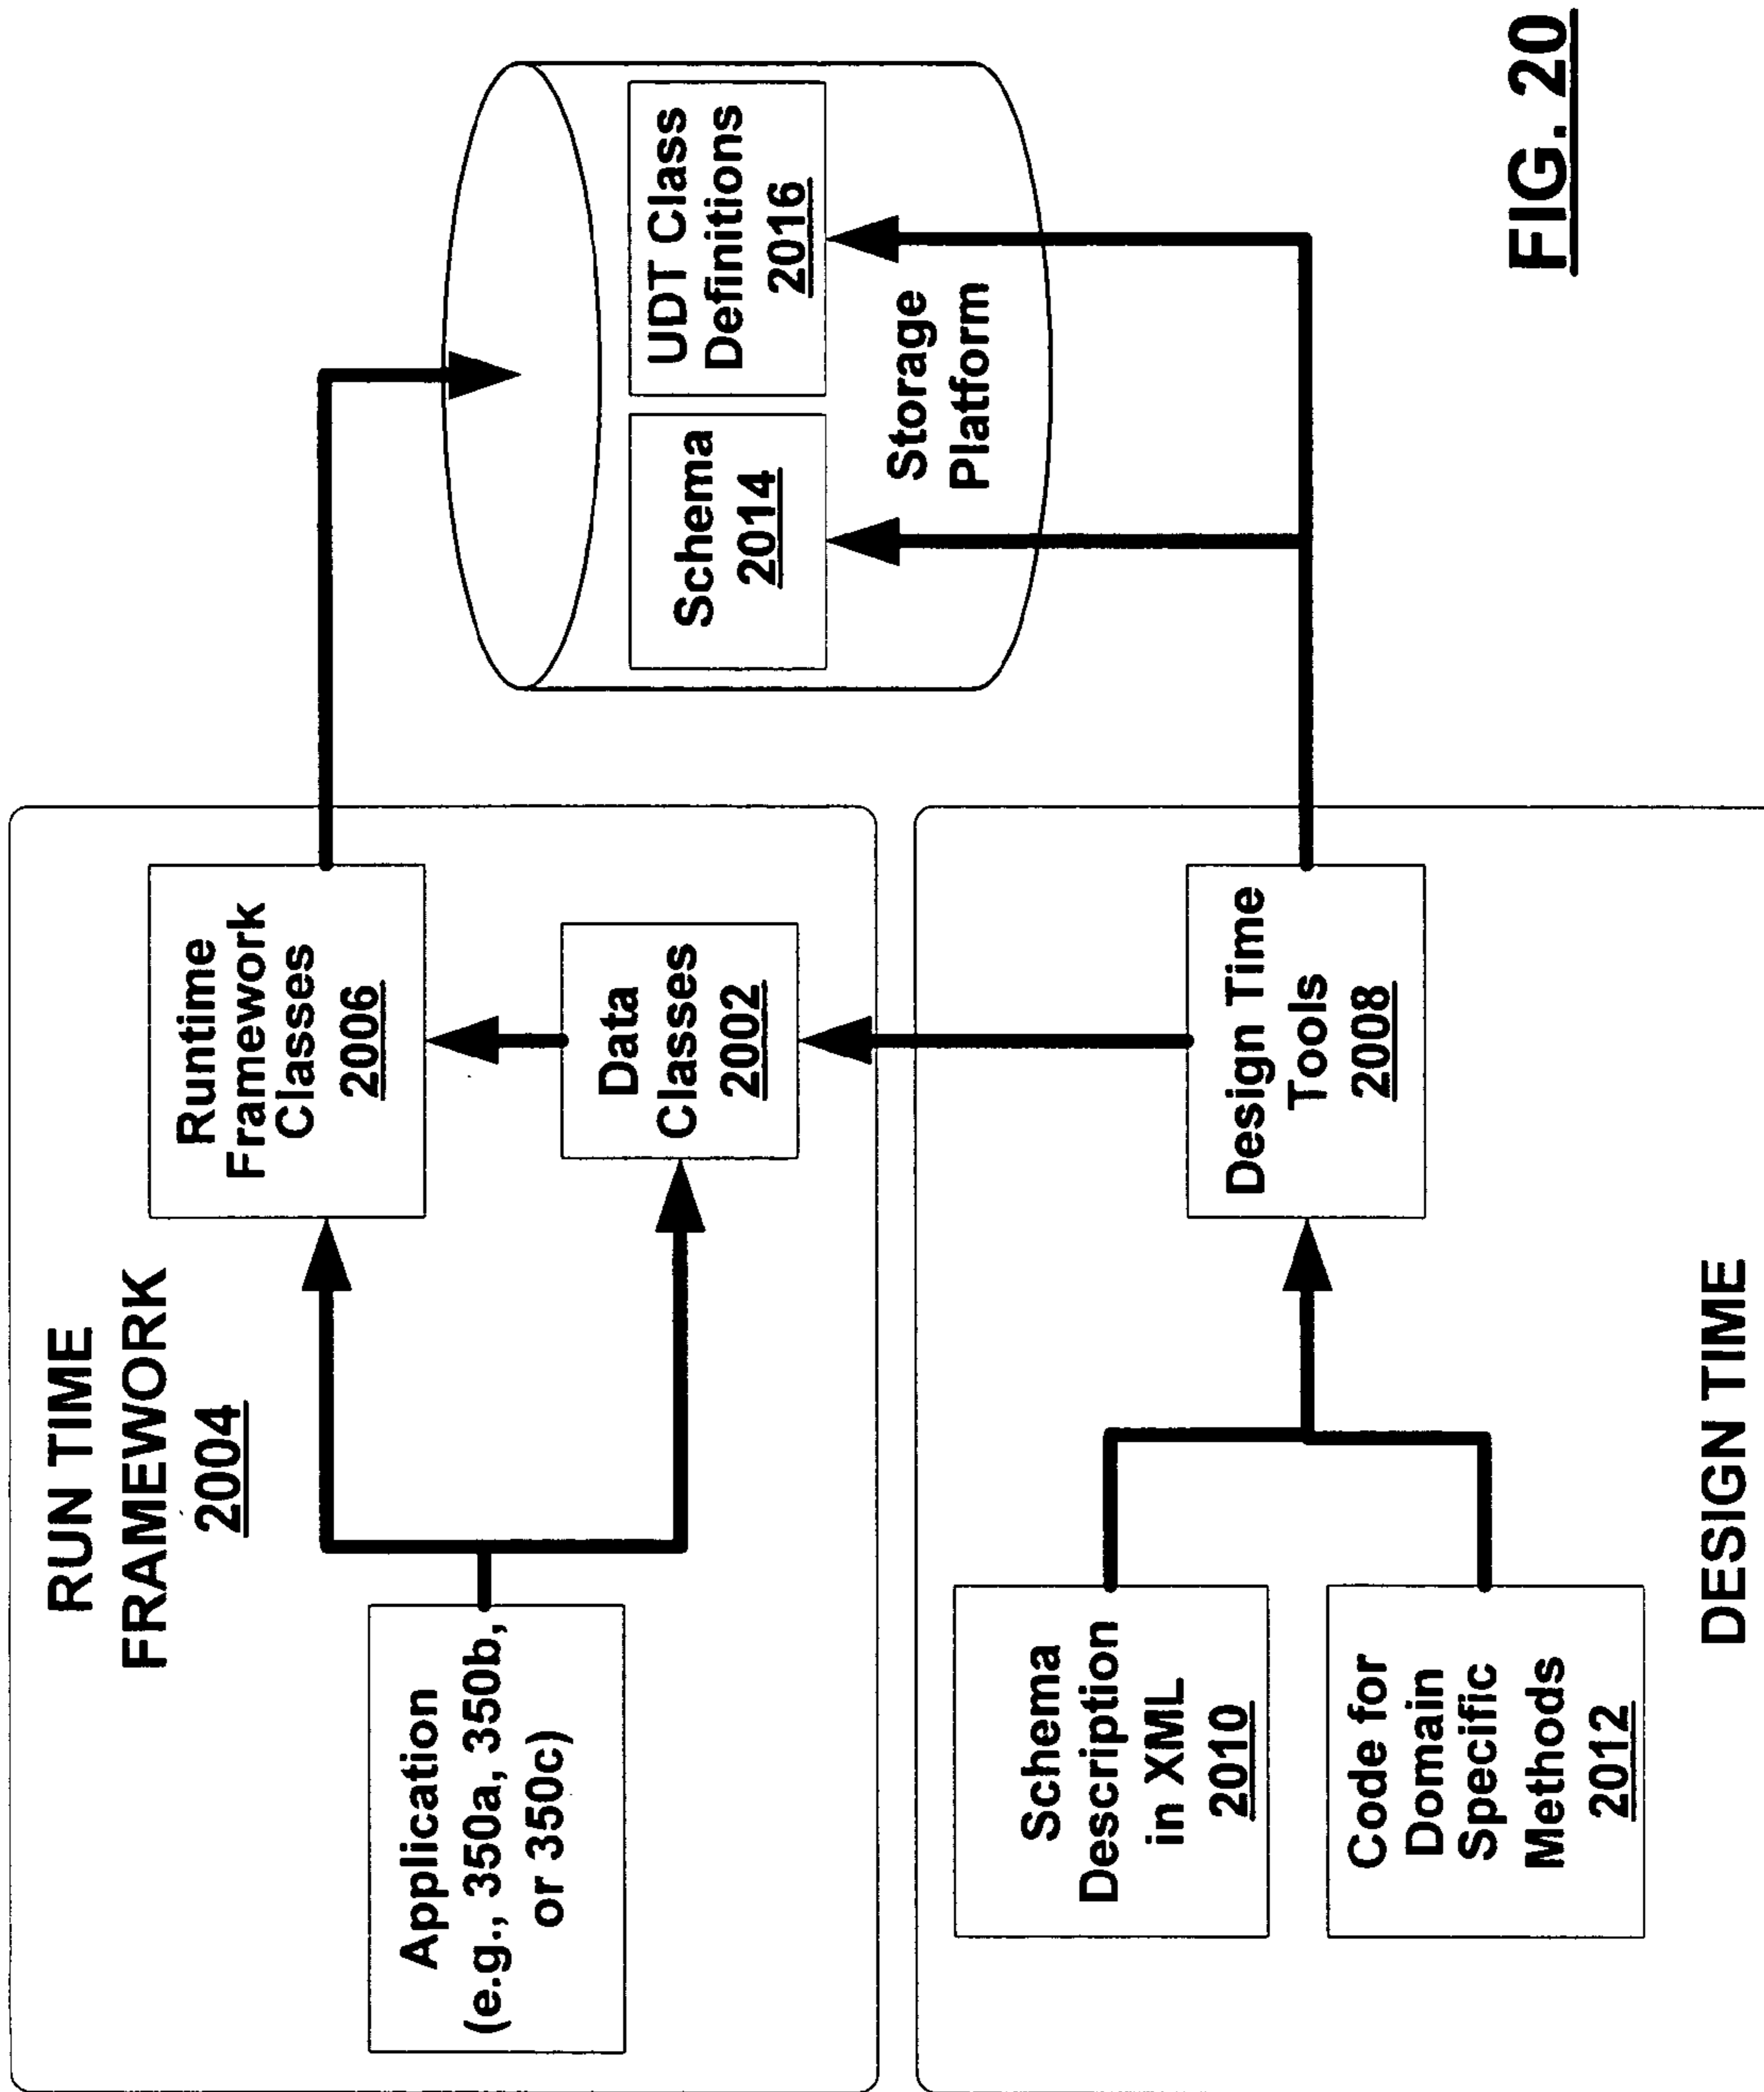 RUN TIME
FRAMEWORK
2004
Application
(e.g., 350a, 350b,
or 350c)
Runtime
Framework
Classes
2006
Data
Classes
2002
Schema
2014
UDT Class
Definitions
2016
Storage
Platform
Schema
Description
in XML
2010
Code for
Domain
Specific
Methods
2012
Design Time
Tools
2008
DESIGN TIME
FIG. 20